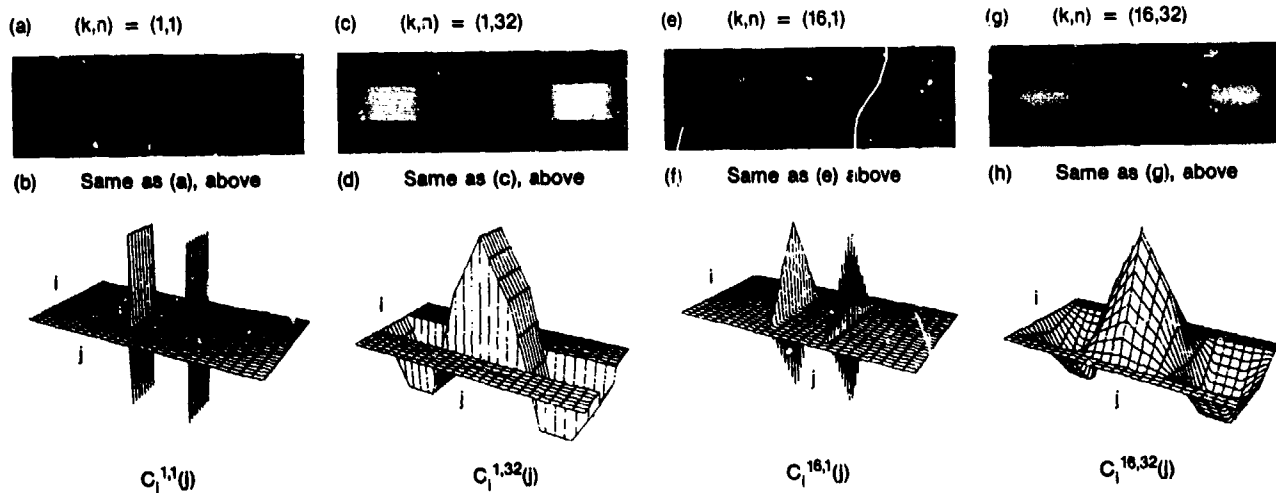 (a) (k,n) = (1,1)
(c) (k,n) = (1,32)
(e) (k,n) = (16,1)
(g) (k,n) = (16,32)
(b) Same as (a), above
(d) Same as (c), above
(f) Same as (e) above
(h) Same as (g), above
i
j
i
j
i
j
i
j
C_i^{1,1}(j)
C_i^{1,32}(j)
C_i^{16,1}(j)
C_i^{16,32}(j)